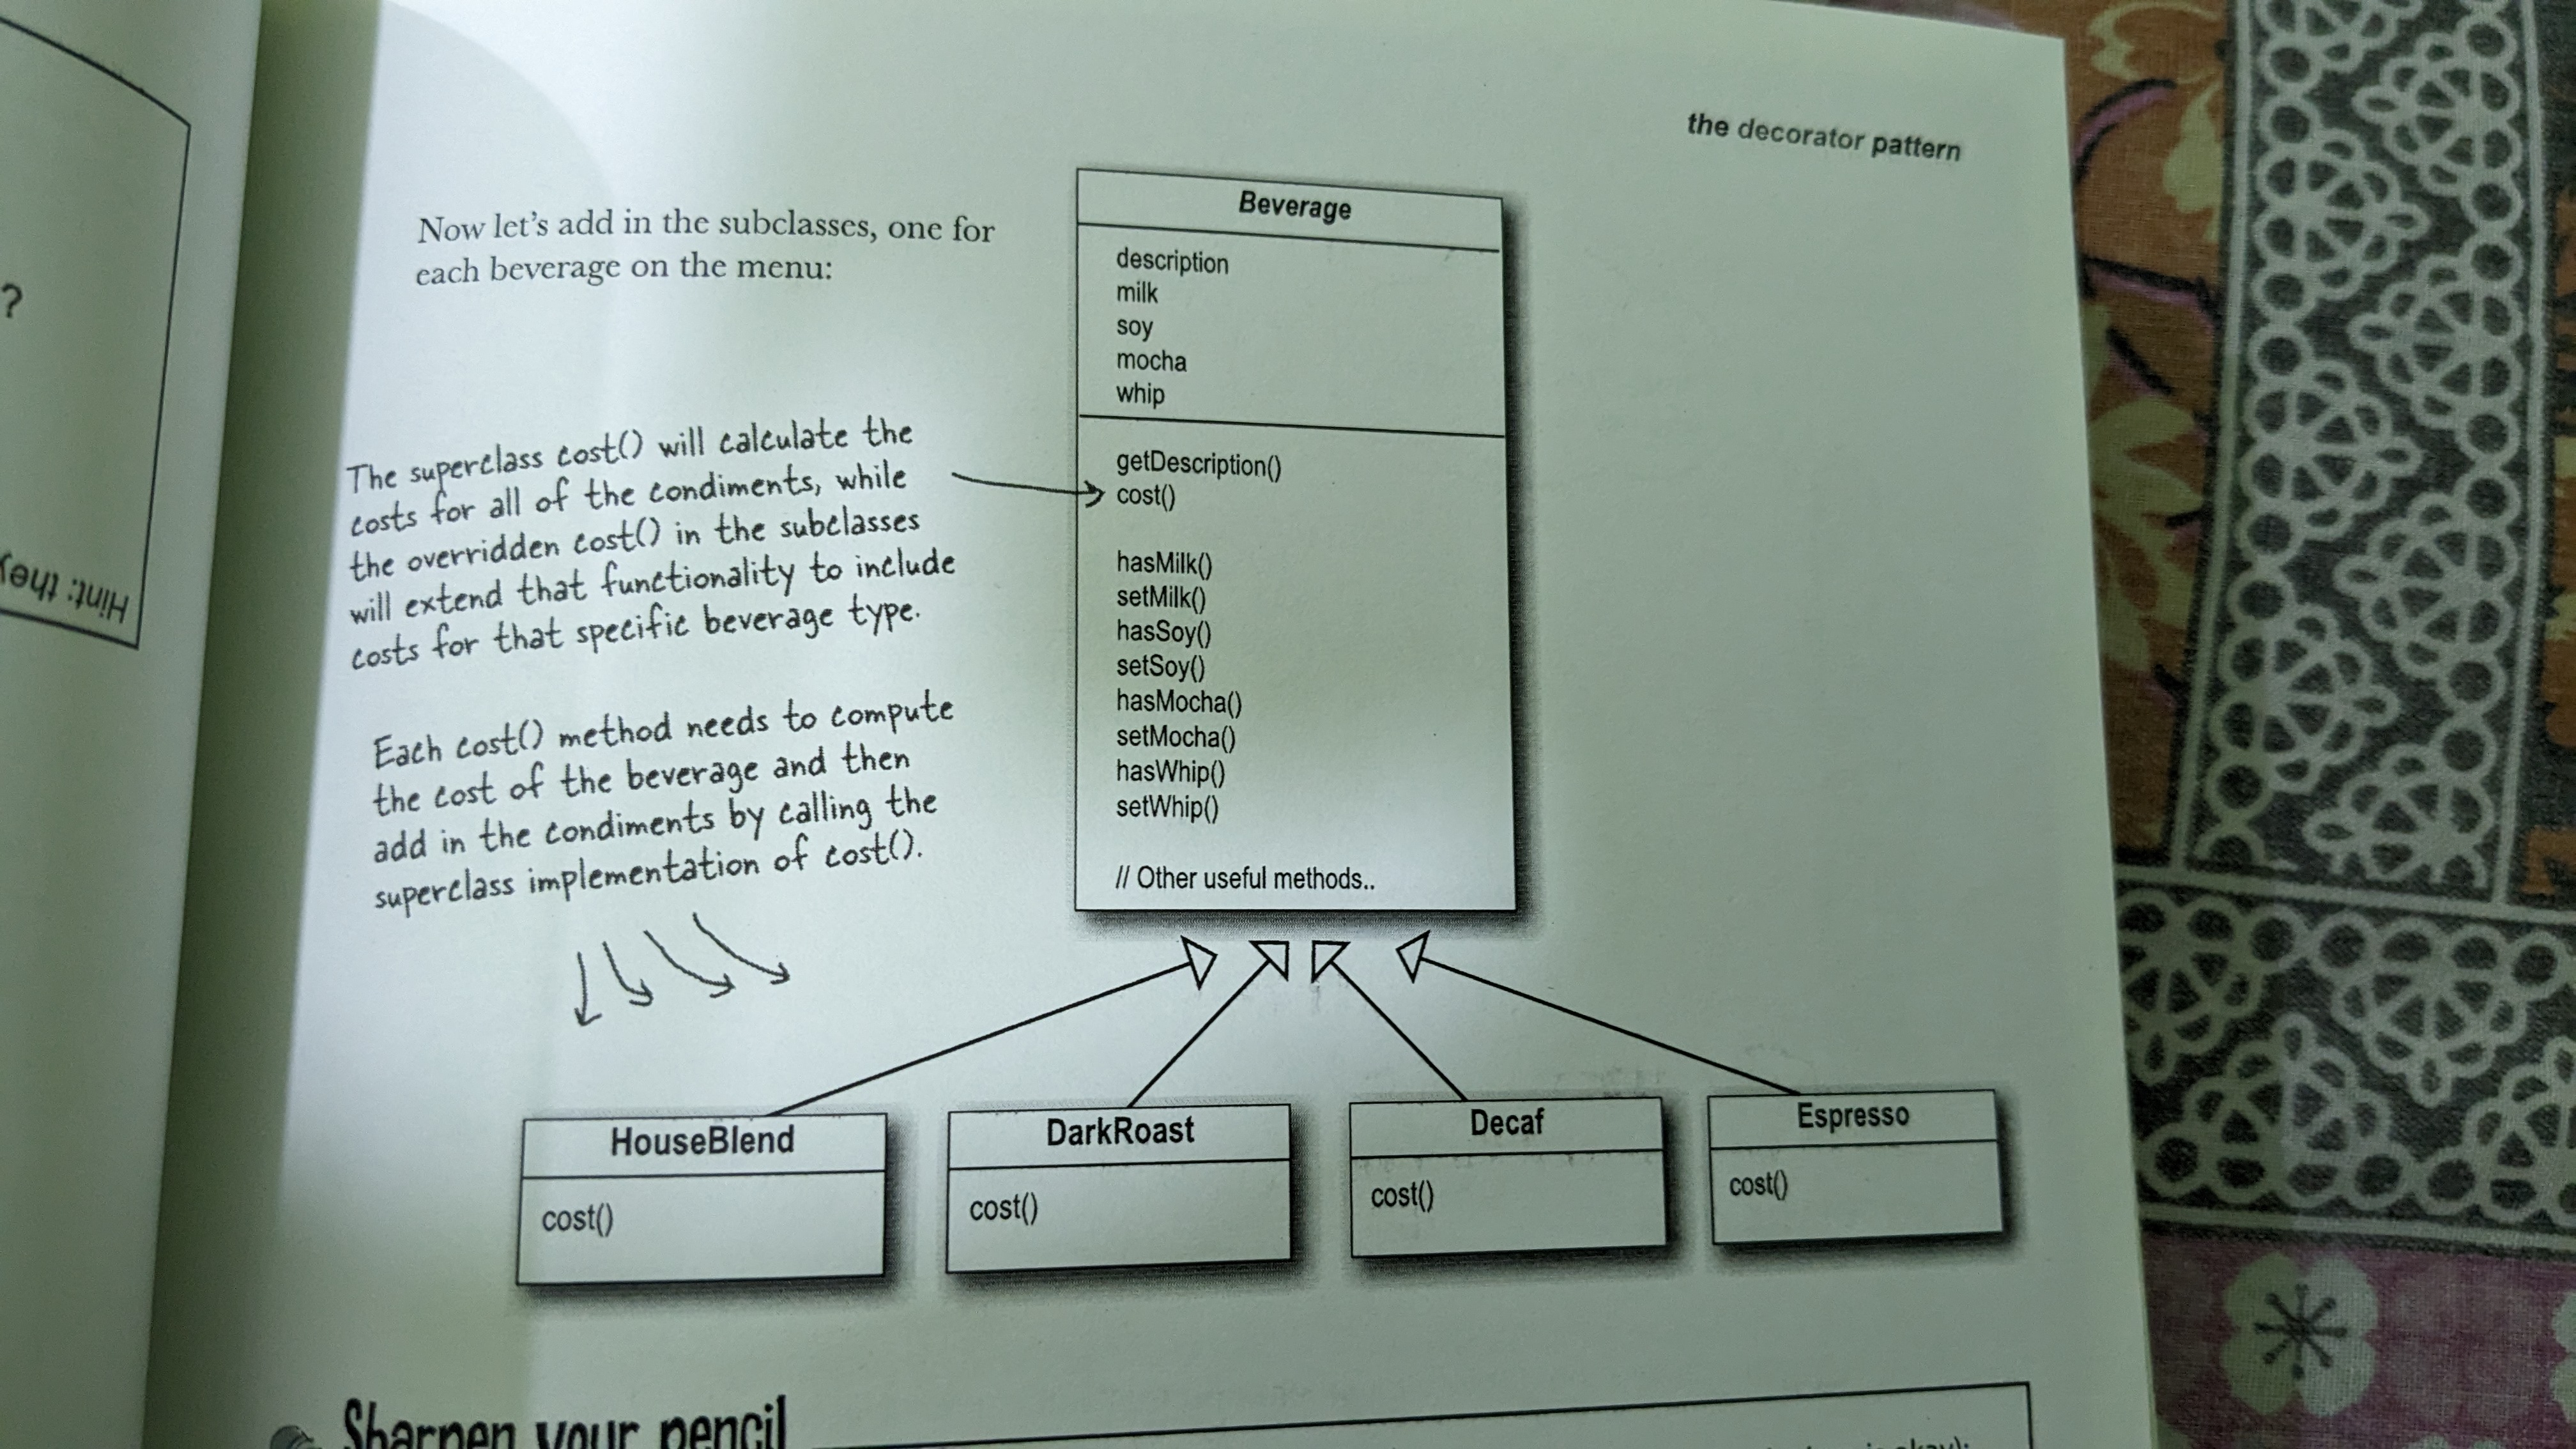 ?
Hint: they
the decorator pattern
Now let's add in the subclasses, one for
each beverage on the menu:
The superclass cost() will calculate the
costs for all of the condiments, while
the overridden cost() in the subclasses
will extend that functionality to include
costs for that specific beverage type.
Each cost() method needs to compute
the cost of the beverage and then
add in the condiments by calling the
superclass implementation of cost().
Beverage
description
milk
soy
mocha
whip
getDescription()
cost()
hasMilk()
setMilk()
hasSoy()
setSoy()
hasMocha()
setMocha()
hasWhip()
setWhip()
// Other useful methods..
HouseBlend
cost()
DarkRoast
cost()
Decaf
cost()
Espresso
cost()
Sharpen your pencil